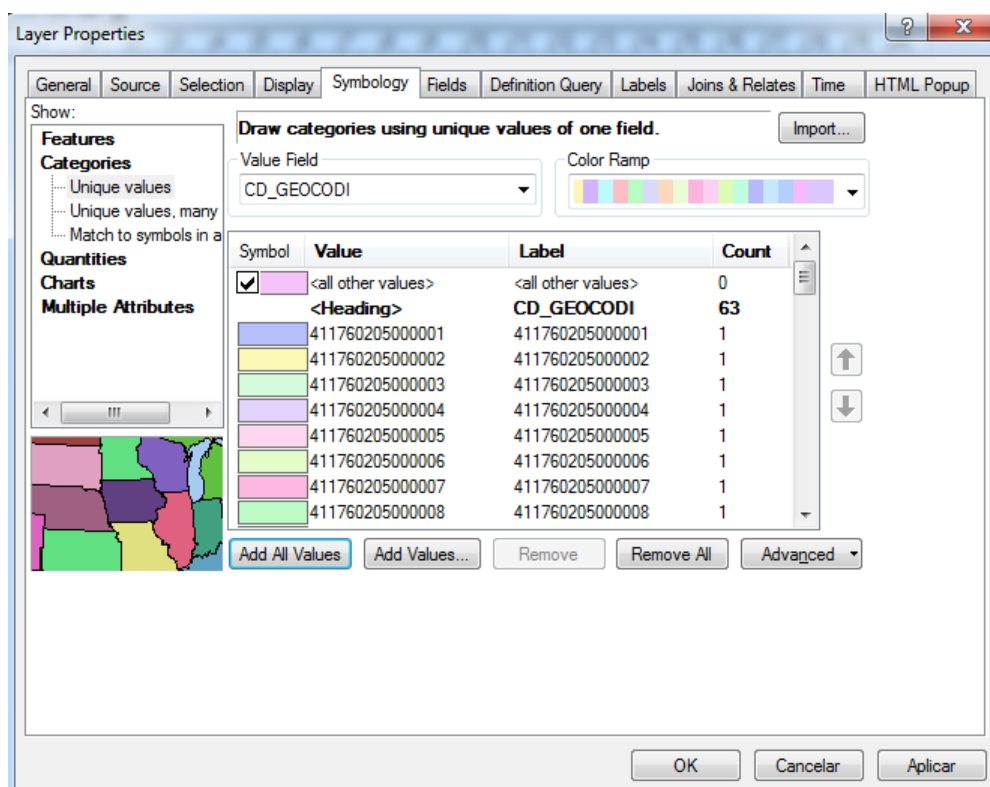 Layer Properties
? X
General Source Selection Display Symbology Fields Definition Query Labels Joins & Relates Time HTML Popup
Show:
Features
Categories
Unique values
Unique values, many
Match to symbols in a
Quantities
Charts
Multiple Attributes
Draw categories using unique values of one field.
Import...
Value Field
CD_GEOCODI
Color Ramp
Symbol Value Label Count
<all other values> <all other values> 0
<Heading> CD_GEOCODI 63
411760205000001 411760205000001 1
411760205000002 411760205000002 1
411760205000003 411760205000003 1
411760205000004 411760205000004 1
411760205000005 411760205000005 1
411760205000006 411760205000006 1
411760205000007 411760205000007 1
411760205000008 411760205000008 1
Add All Values Add Values... Remove Remove All Advanced
OK Cancelar Aplicar